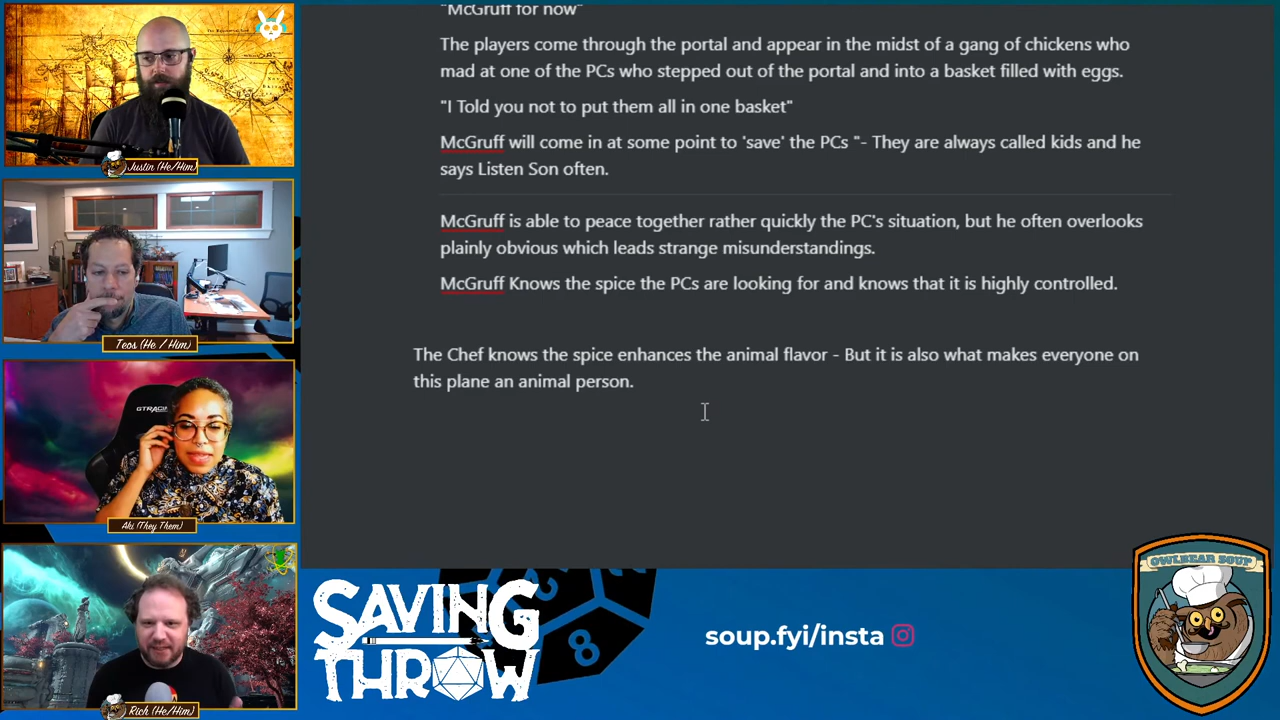 "McGruff for now"
The players come through the portal and appear in the midst of a gang of chickens who
mad at one of the PCs who stepped out of the portal and into a basket filled with eggs.
"I Told you not to put them all in one basket"
McGruff will come in at some point to 'save' the PCs "- They are always called kids and he
says Listen Son often.
McGruff is able to peace together rather quickly the PC's situation, but he often overlooks
plainly obvious which leads strange misunderstandings.
McGruff Knows the spice the PCs are looking for and knows that it is highly controlled.
The Chef knows the spice enhances the animal flavor - But it is also what makes everyone on
this plane an animal person.
Justin (He/Him)
Teos (He / Him)
GTRACING
Aki (They Them)
Rich (He/Him)
SAVING
THROW
8
soup.fyi/insta
OWLBEAR SOUP